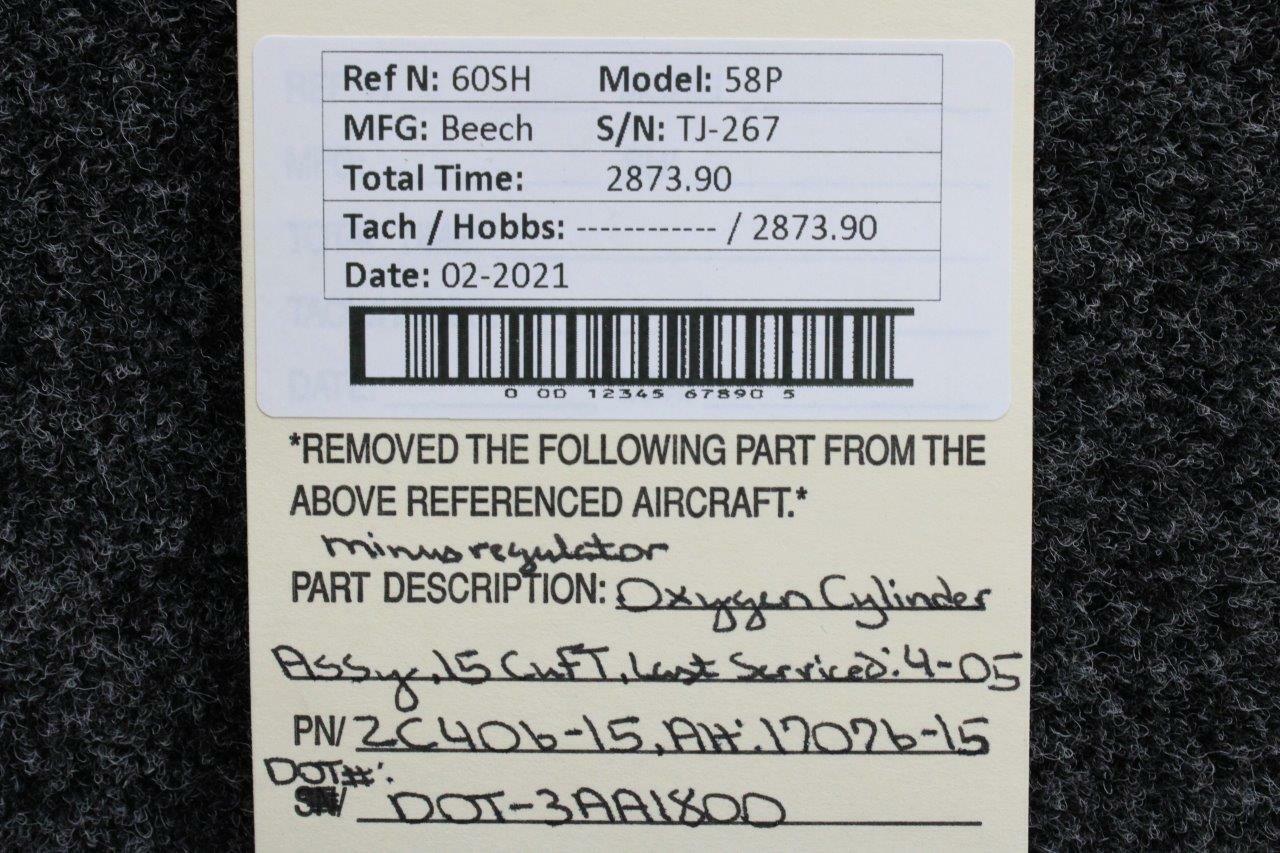 Ref N: 60SH Model: 58P
MFG: Beech S/N: TJ-267
Total Time: 2873.90
Tach / Hobbs: ------------ / 2873.90
Date: 02-2021
0 00 12345 67890 5
*REMOVED THE FOLLOWING PART FROM THE
ABOVE REFERENCED AIRCRAFT.*
minus regulator
PART DESCRIPTION: Oxygen Cylinder
Assy, 15 CuFT, Last Serviced: 4-05
PN/ 2C406-15, Alt: 17076-15
DOT#:
SN/ DOT-3AA1800